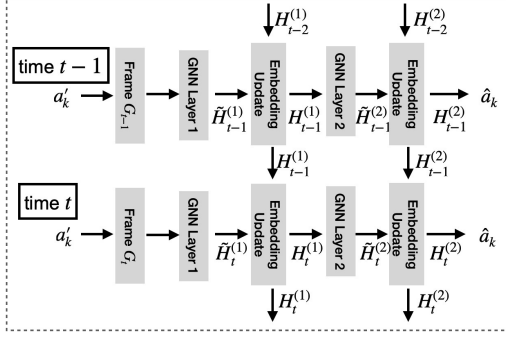 H_{t-2}^{(1)} H_{t-2}^{(2)}
time t − 1
a′_k Frame G_{t−1} GNN Layer 1 H̃_{t-1}^{(1)} Embedding Update H_{t-1}^{(1)} GNN Layer 2 H̃_{t-1}^{(2)} Embedding Update H_{t-1}^{(2)} â_k
H_{t-1}^{(1)} H_{t-1}^{(2)}
time t
a′_k Frame G_t GNN Layer 1 H̃_t^{(1)} Embedding Update H_t^{(1)} GNN Layer 2 H̃_t^{(2)} Embedding Update H_t^{(2)} â_k
H_t^{(1)} H_t^{(2)}